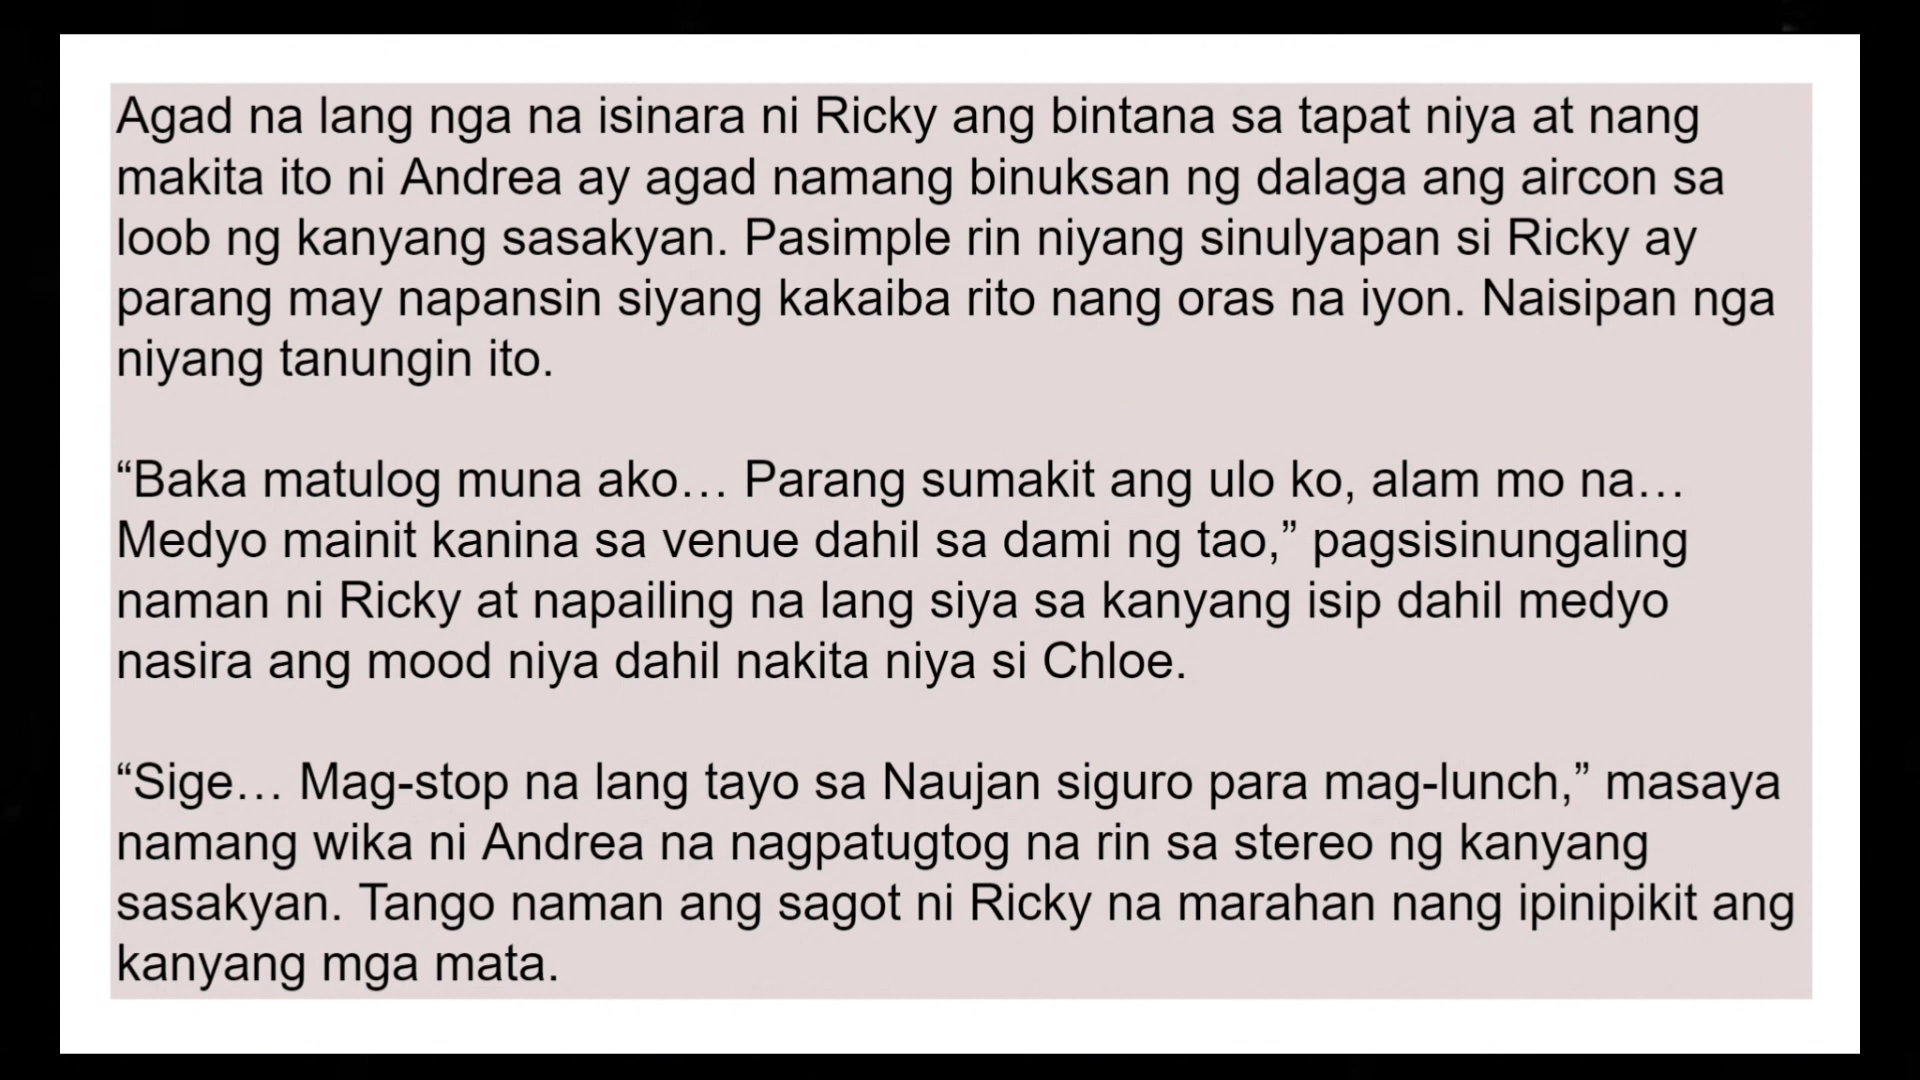 Agad na lang nga na isinara ni Ricky ang bintana sa tapat niya at nang
makita ito ni Andrea ay agad namang binuksan ng dalaga ang aircon sa
loob ng kanyang sasakyan. Pasimple rin niyang sinulyapan si Ricky ay
parang may napansin siyang kakaiba rito nang oras na iyon. Naisipan nga
niyang tanungin ito.
“Baka matulog muna ako… Parang sumakit ang ulo ko, alam mo na…
Medyo mainit kanina sa venue dahil sa dami ng tao,” pagsisinungaling
naman ni Ricky at napailing na lang siya sa kanyang isip dahil medyo
nasira ang mood niya dahil nakita niya si Chloe.
“Sige… Mag-stop na lang tayo sa Naujan siguro para mag-lunch,” masaya
namang wika ni Andrea na nagpatugtog na rin sa stereo ng kanyang
sasakyan. Tango naman ang sagot ni Ricky na marahan nang ipinipikit ang
kanyang mga mata.